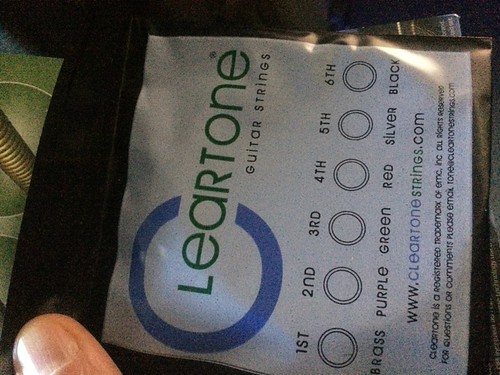 CLEARTONE®
GUITAR STRINGS
1ST 2ND 3RD 4TH 5TH 6TH
BRASS PURPLE GREEN RED SILVER BLACK
WWW.CLEARTONESTRINGS.COM
CLEARTONE IS A REGISTERED TRADEMARK OF EMC, INC ALL RIGHTS RESERVED
FOR QUESTIONS OR COMMENTS PLEASE EMAIL TONE@CLEARTONESTRINGS.COM